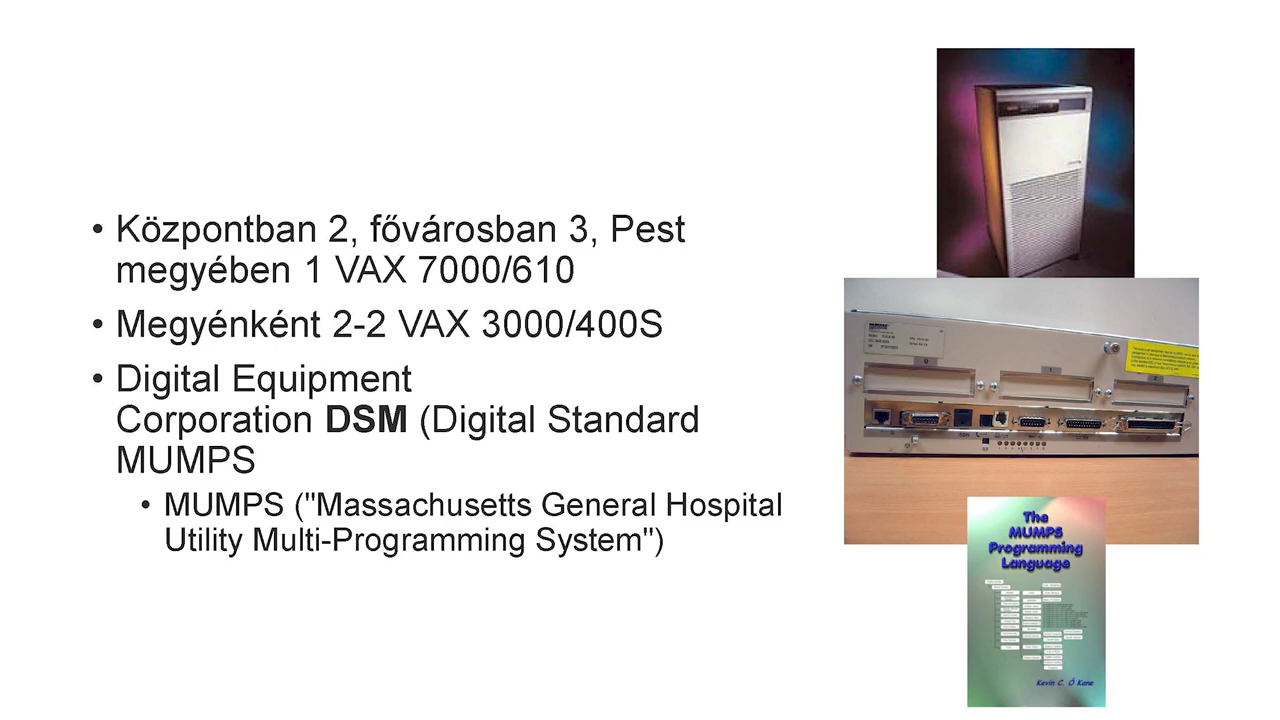 • Központban 2, fővárosban 3, Pest
megyében 1 VAX 7000/610
• Megyénként 2-2 VAX 3000/400S
• Digital Equipment
Corporation DSM (Digital Standard
MUMPS
• MUMPS ("Massachusetts General Hospital
Utility Multi-Programming System")
The
MUMPS
Programming
Language
Kevin C. Ó Kane